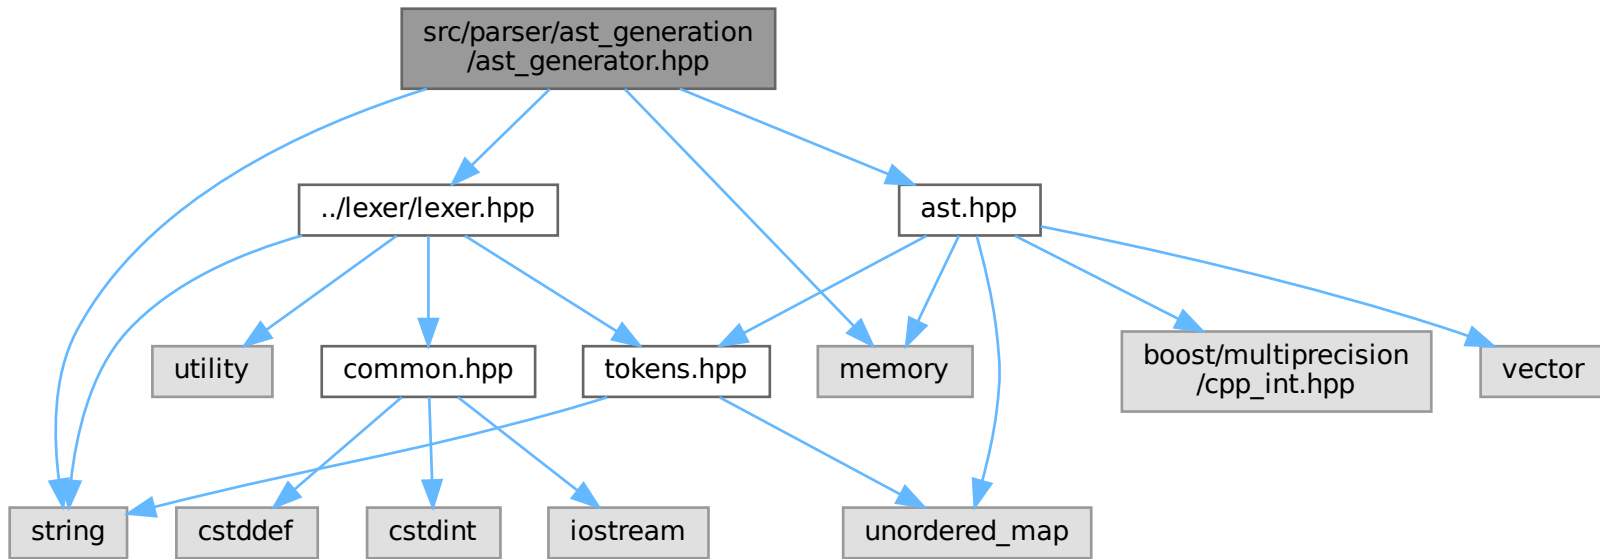 src/parser/ast_generation
/ast_generator.hpp
../lexer/lexer.hpp
ast.hpp
utility
common.hpp
tokens.hpp
memory
boost/multiprecision
/cpp_int.hpp
vector
string
cstddef
cstdint
iostream
unordered_map